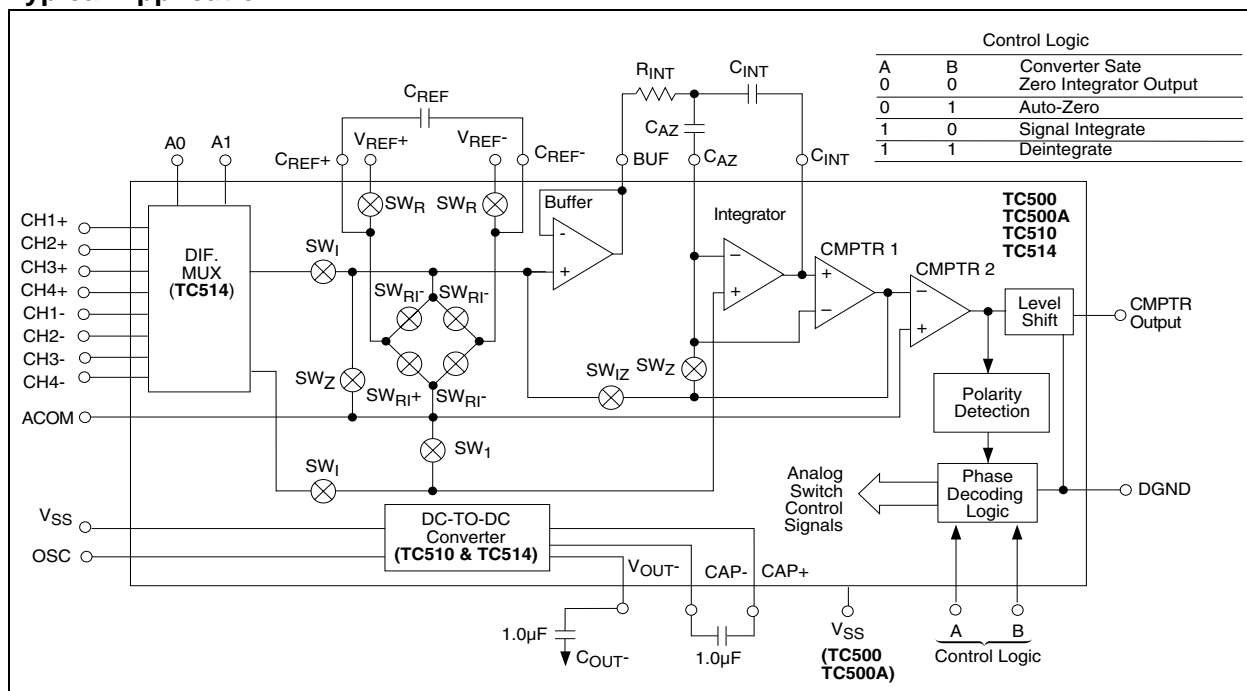 Control Logic
A B Converter Sate
0 0 Zero Integrator Output
0 1 Auto-Zero
1 0 Signal Integrate
1 1 Deintegrate
RINT
CINT
CREF
CAZ
VREF+
VREF-
A0
A1
CREF+
CREF-
BUF
CAZ
CINT
TC500
TC500A
TC510
TC514
SWR
SWR
Buffer
-
+
Integrator
–
+
CMPTR 1
+
–
CMPTR 2
–
+
CH1+
CH2+
CH3+
CH4+
CH1-
CH2-
CH3-
CH4-
ACOM
DIF.
MUX
(TC514)
SWI
SWRI-
SWRI-
SWZ
SWRI+
SWRI-
SWIZ
SWZ
Level
Shift
CMPTR
Output
Polarity
Detection
SW1
SWI
Analog
Switch
Control
Signals
Phase
Decoding
Logic
DGND
VSS
OSC
DC-TO-DC
Converter
(TC510 & TC514)
VOUT-
CAP-
CAP+
1.0µF
COUT-
1.0µF
VSS
(TC500
TC500A)
A
B
Control Logic